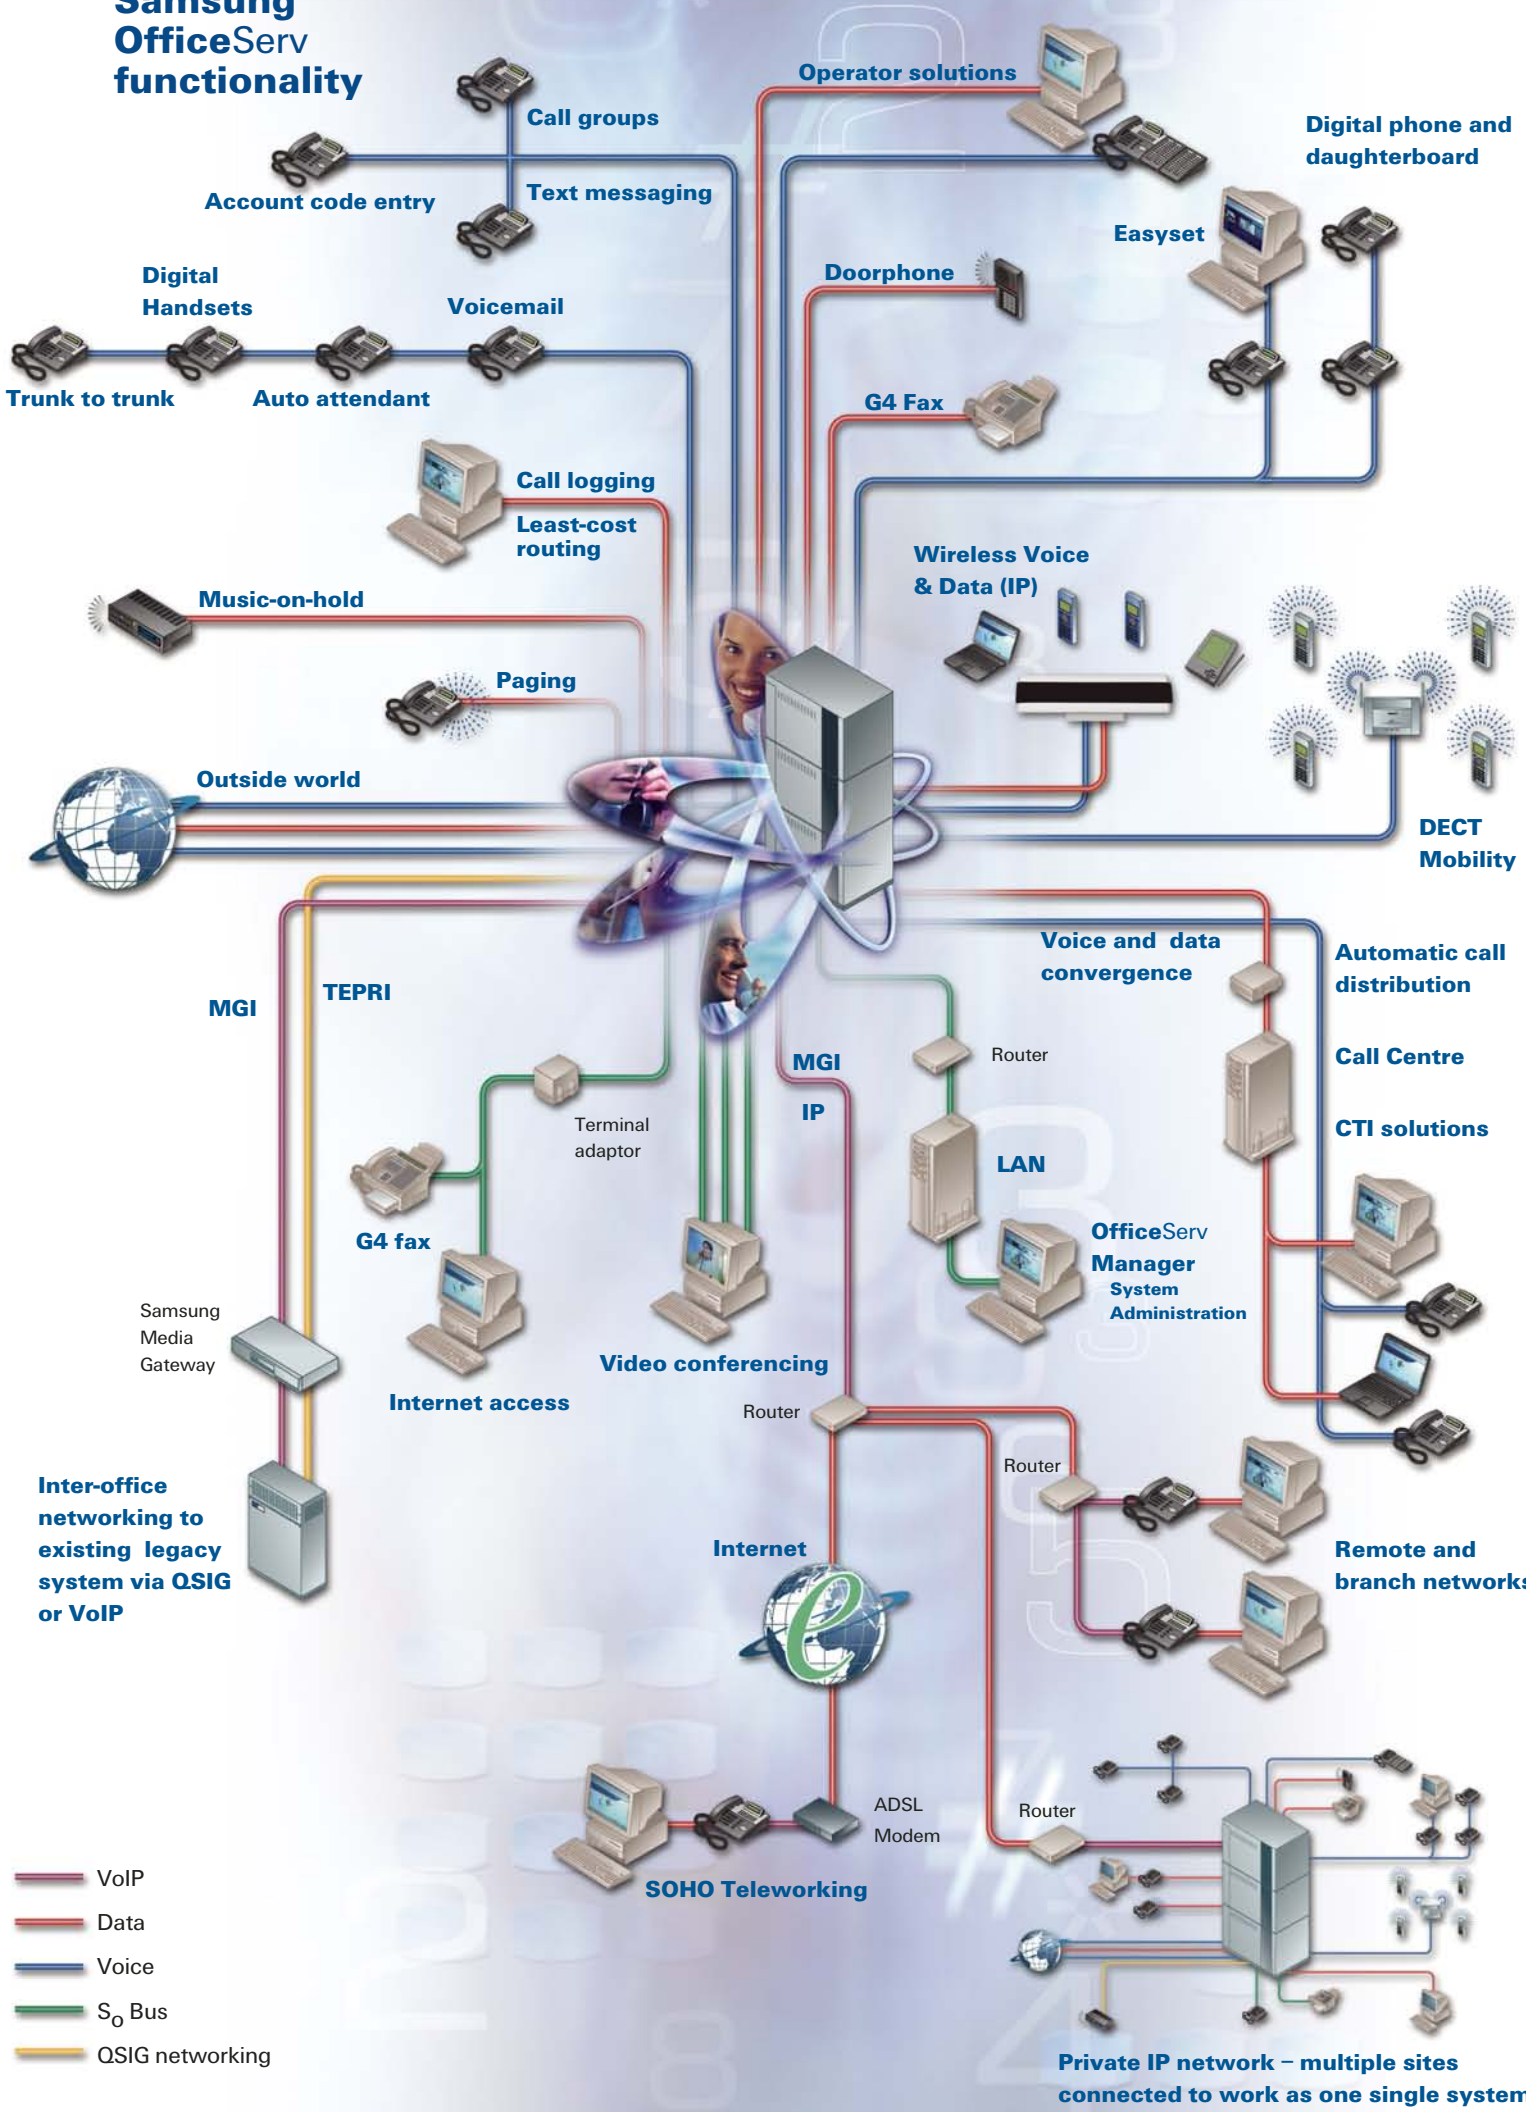 Samsung
OfficeServ
functionality
Operator solutions
Call groups
Digital phone and
daughterboard
Account code entry
Text messaging
Easyset
Digital
Handsets
Voicemail
Doorphone
Trunk to trunk
Auto attendant
G4 Fax
Call logging
Least-cost
routing
Wireless Voice
& Data (IP)
Music-on-hold
Paging
Outside world
DECT
Mobility
Voice and data
convergence
Automatic call
distribution
MGI
TEPRI
MGI
IP
Router
Call Centre
Terminal
adaptor
LAN
CTI solutions
G4 fax
OfficeServ
Manager
System
Administration
Samsung
Media
Gateway
Video conferencing
Internet access
Router
Router
Inter-office
networking to
existing legacy
system via QSIG
or VoIP
Internet
e
Remote and
branch networks
ADSL
Modem
Router
SOHO Teleworking
VoIP
Data
Voice
So Bus
QSIG networking
Private IP network – multiple sites
connected to work as one single system